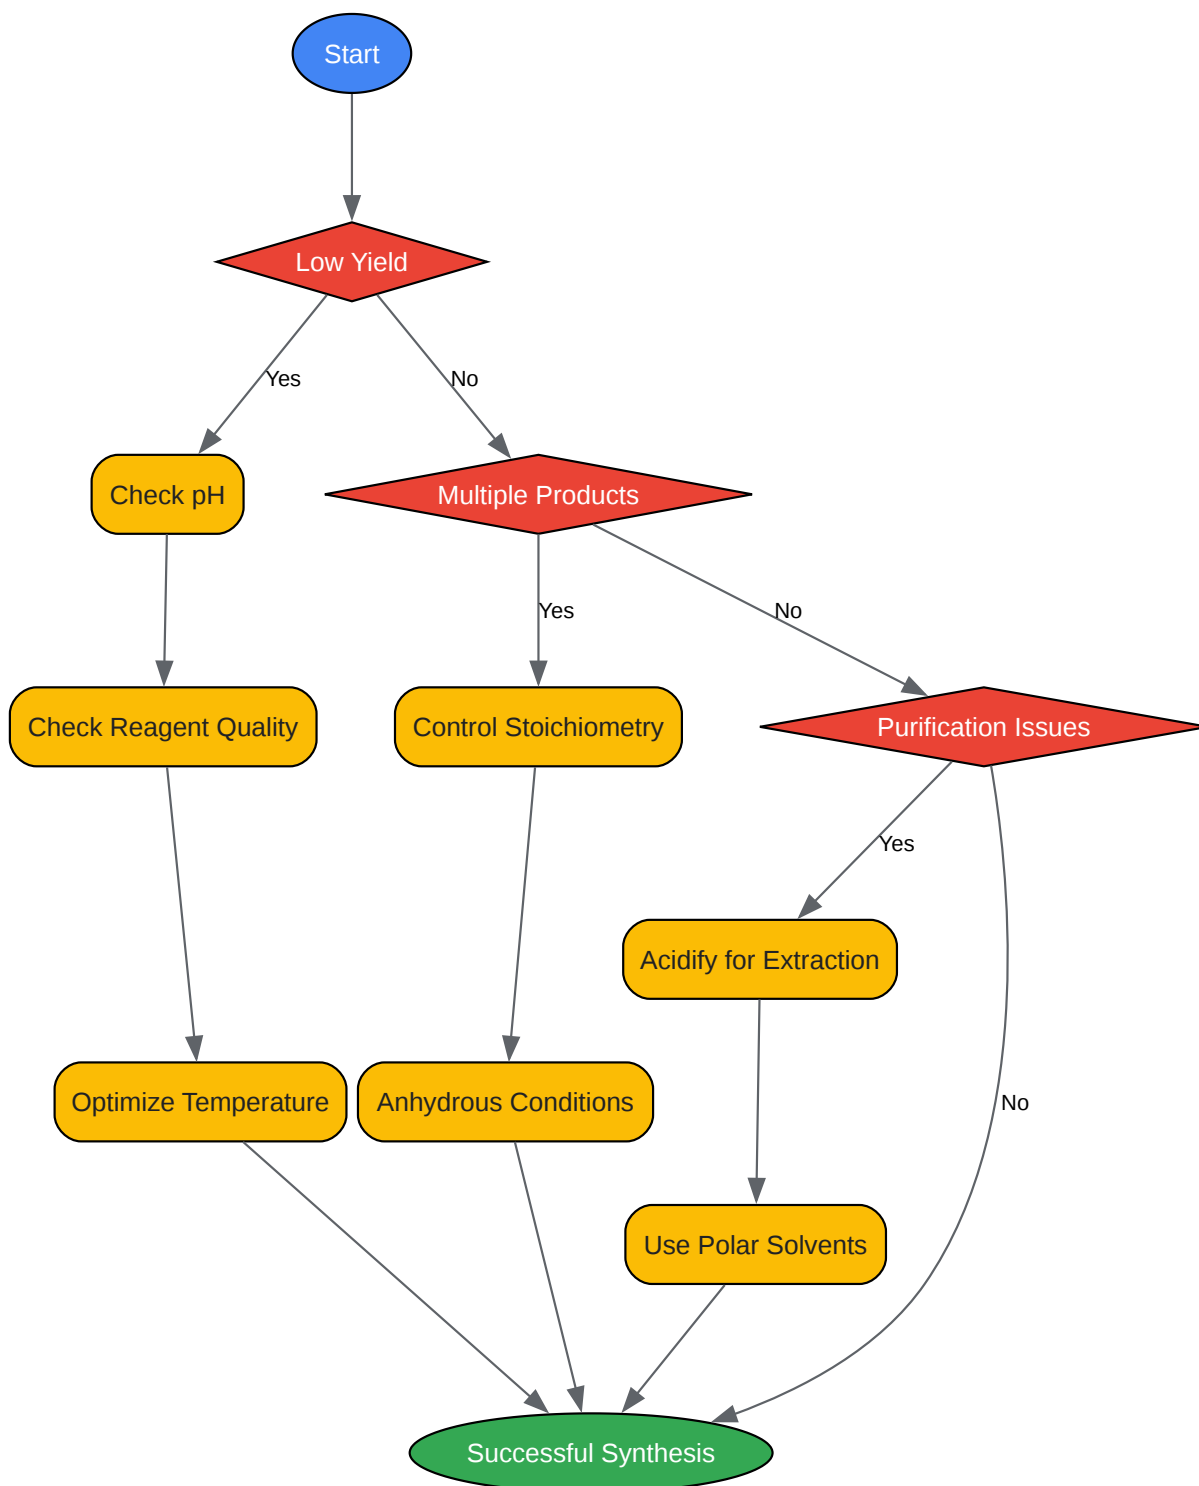 Start
Low Yield
Yes
No
Check pH
Multiple Products
Yes
No
Check Reagent Quality
Control Stoichiometry
Purification Issues
Yes
Acidify for Extraction
Optimize Temperature
Anhydrous Conditions
No
Use Polar Solvents
Successful Synthesis